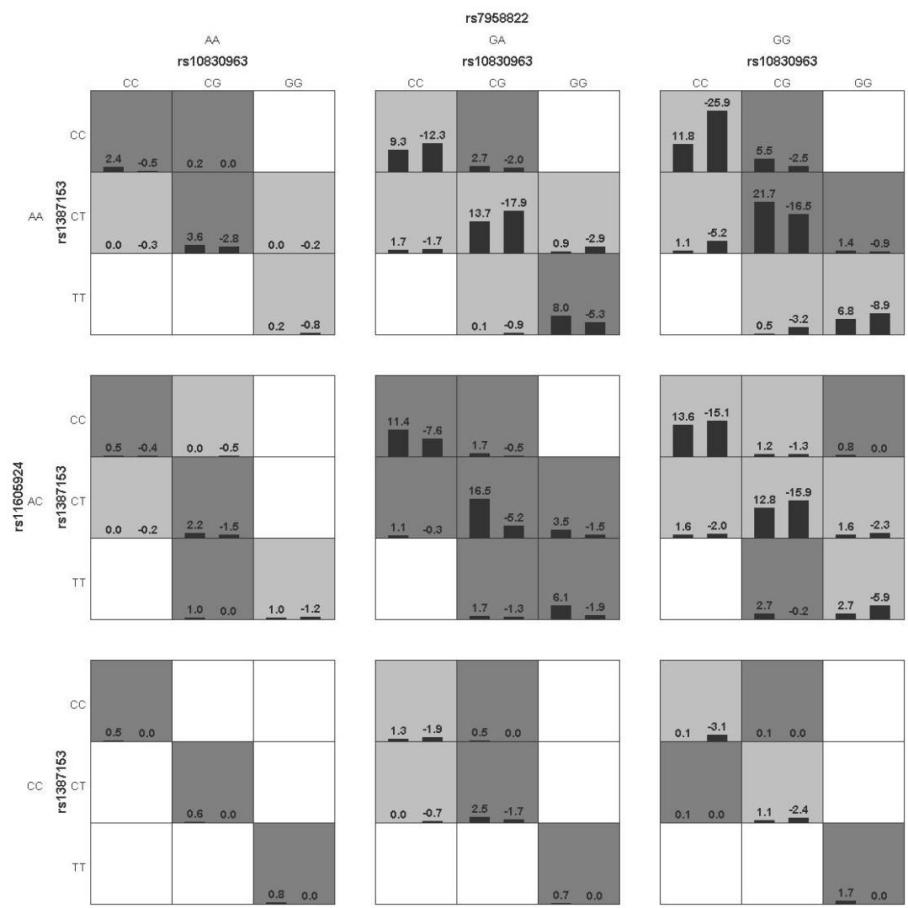 rs7958822
AA GA GG
rs10830963 rs10830963 rs10830963
CC CG GG CC CG GG CC CG GG
CC 2.4 -0.5 0.2 0.0 9.3 -12.3 2.7 -2.0 11.8 -25.9 5.5 -2.5
AA rs1387153 CT 0.0 -0.3 3.6 -2.8 0.0 -0.2 1.7 -1.7 13.7 -17.9 0.9 -2.9 1.1 -5.2 21.7 -16.5 1.4 -0.9
TT 0.2 -0.8 0.1 -0.9 8.0 -5.3 0.5 -3.2 6.8 -8.9
CC 0.5 -0.4 0.0 -0.5 11.4 -7.6 1.7 -0.5 13.6 -15.1 1.2 -1.3 0.8 0.0
rs11605924 AC rs1387153 CT 0.0 -0.2 2.2 -1.5 1.1 -0.3 16.5 -5.2 3.5 -1.5 1.6 -2.0 12.8 -15.9 1.6 -2.3
TT 1.0 0.0 1.0 -1.2 1.7 -1.3 6.1 -1.9 2.7 -0.2 2.7 -5.9
CC 0.5 0.0 1.3 -1.9 0.5 0.0 0.1 -3.1 0.1 0.0
CC rs1387153 CT 0.6 0.0 0.0 -0.7 2.5 -1.7 0.1 0.0 1.1 -2.4
TT 0.8 0.0 0.7 0.0 1.7 0.0